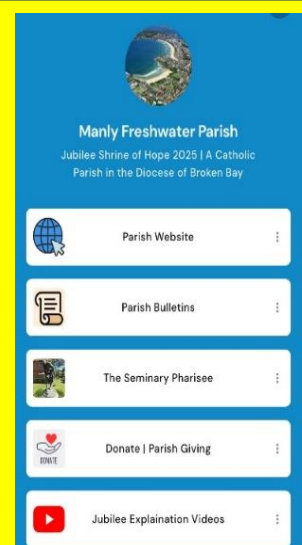 Manly Freshwater Parish
Jubilee Shrine of Hope 2025 | A Catholic
Parish in the Diocese of Broken Bay
Parish Website
Parish Bulletins
The Seminary Pharisee
DONATE
Donate | Parish Giving
Jubilee Explaination Videos